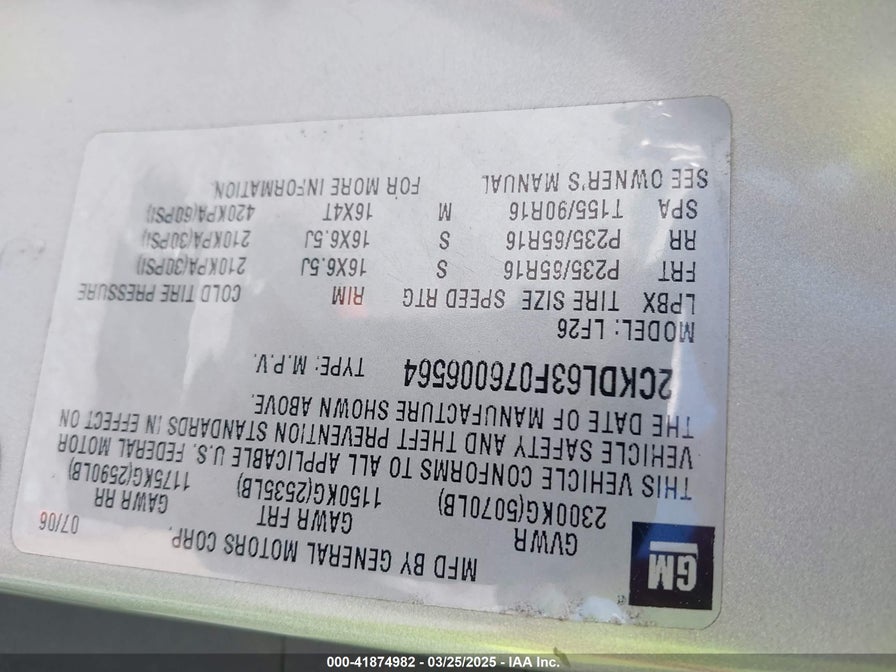 GM
MFD BY GENERAL MOTORS CORP. 07/06
GVWR GAWR FRT GAWR RR
2300KG(5070LB) 1150KG(2535LB) 1175KG(2590LB)
THIS VEHICLE CONFORMS TO ALL APPLICABLE U.S. FEDERAL MOTOR
VEHICLE SAFETY AND THEFT PREVENTION STANDARDS IN EFFECT ON
THE DATE OF MANUFACTURE SHOWN ABOVE.
2CKDL63F076006564 TYPE: M.P.V.
MODEL: LF26
LPBX TIRE SIZE SPEED RTG RIM COLD TIRE PRESSURE
FRT P235/65R16 S 16X6.5J 210KPA(30PSI)
RR P235/65R16 S 16X6.5J 210KPA(30PSI)
SPA T155/90R16 M 16X4T 420KPA(60PSI)
SEE OWNER'S MANUAL FOR MORE INFORMATION.
000-41874982 - 03/25/2025 - IAA Inc.